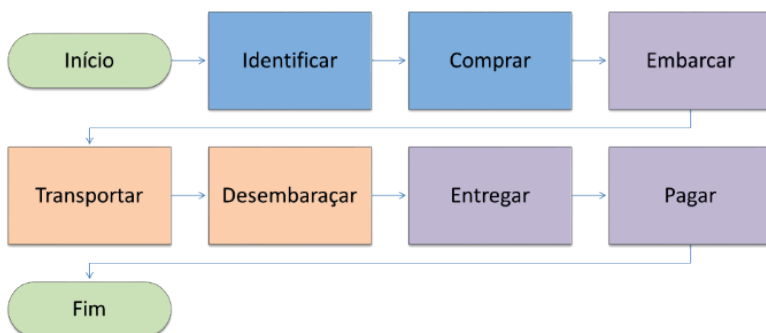 Início
Identificar
Comprar
Embarcar
Transportar
Desembaraçar
Entregar
Pagar
Fim